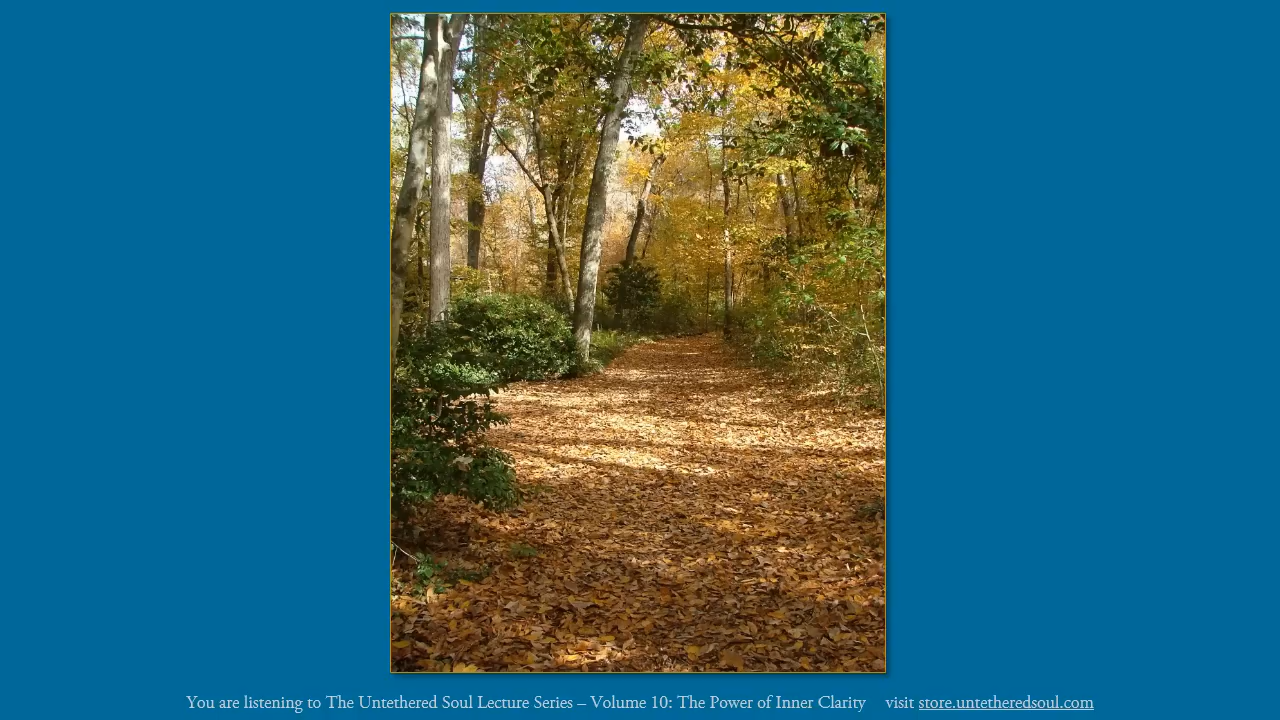 You are listening to The Untethered Soul Lecture Series – Volume 10: The Power of Inner Clarity visit store.untetheredsoul.com